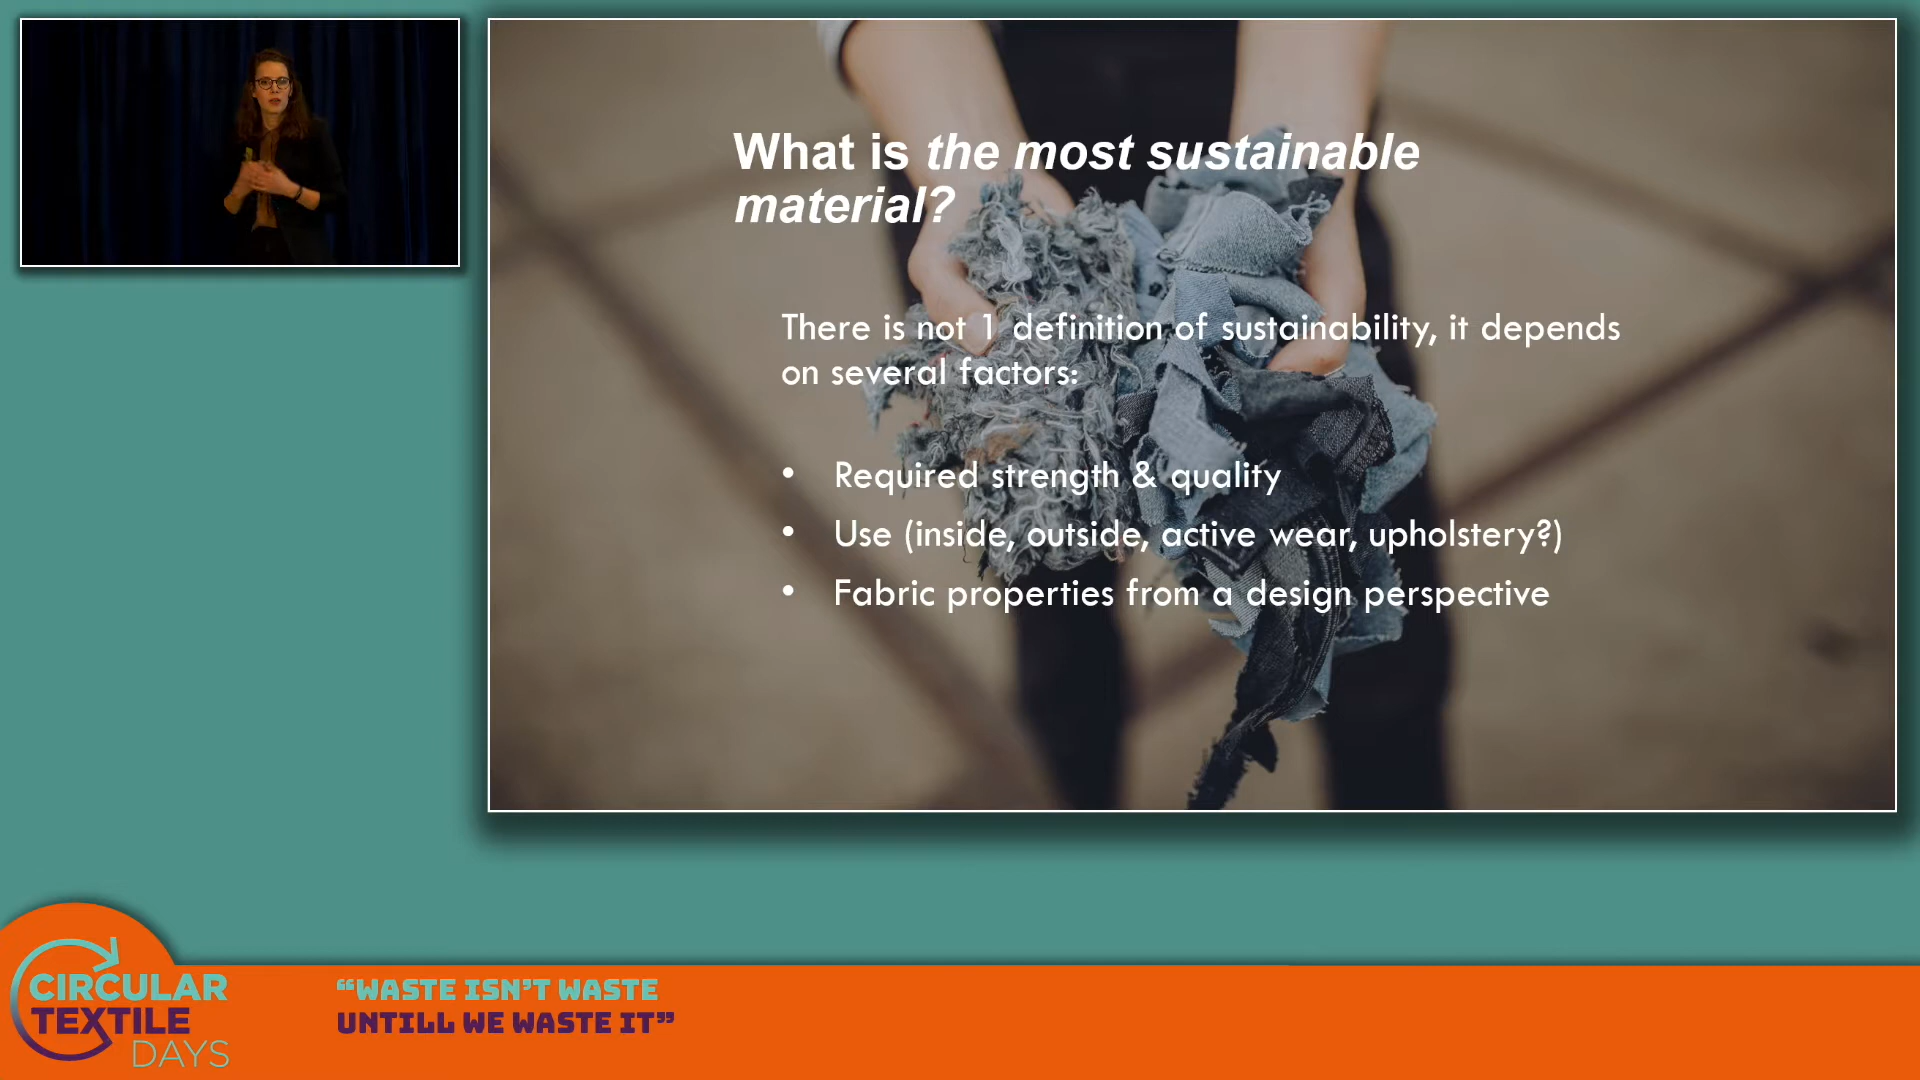 What is the most sustainable
material?
There is not 1 definition of sustainability, it depends
on several factors:
• Required strength & quality
• Use (inside, outside, active wear, upholstery?)
• Fabric properties from a design perspective
CIRCULAR
TEXTILE
DAYS
“WASTE ISN’T WASTE
UNTILL WE WASTE IT”